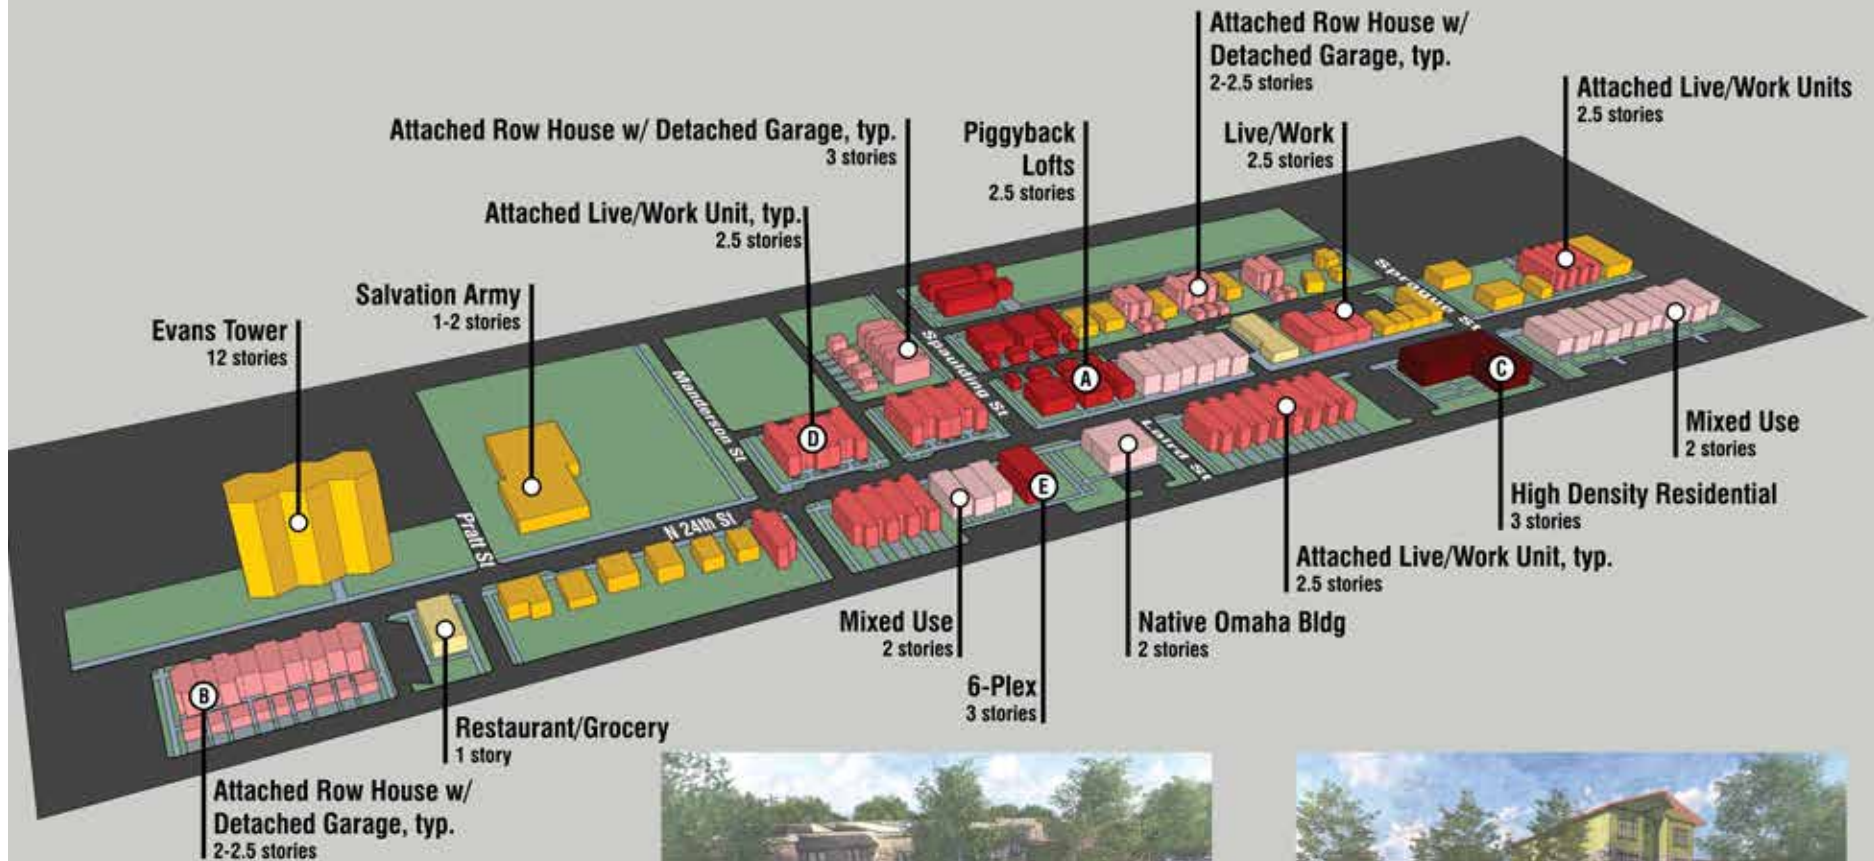 Attached Row House w/
Detached Garage, typ.
2-2.5 stories
Attached Live/Work Units
2.5 stories
Attached Row House w/ Detached Garage, typ.
3 stories
Piggyback
Lofts
2.5 stories
Live/Work
2.5 stories
Attached Live/Work Unit, typ.
2.5 stories
Salvation Army
1-2 stories
Evans Tower
12 stories
Sprague St
Spaulding St
Manderson St
Laird St
Pratt St
N 24th St
A
C
D
E
B
Mixed Use
2 stories
High Density Residential
3 stories
Attached Live/Work Unit, typ.
2.5 stories
Native Omaha Bldg
2 stories
Mixed Use
2 stories
6-Plex
3 stories
Restaurant/Grocery
1 story
Attached Row House w/
Detached Garage, typ.
2-2.5 stories